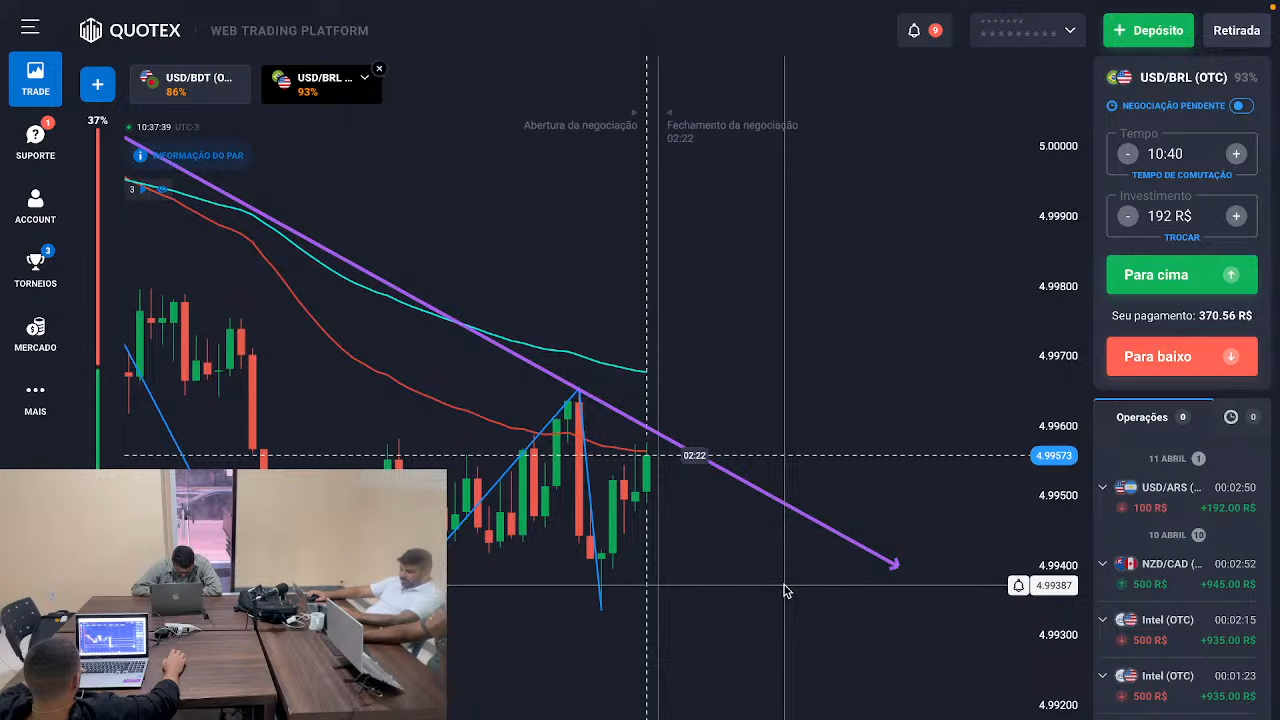 QUOTEX
WEB TRADING PLATFORM
9
*******
*********
+ Depósito
Retirada
TRADE
+
USD/BDT (O...
86%
USD/BRL ...
93%
37%
10:37:39 UTC-3
INFORMAÇÃO DO PAR
3
1
SUPORTE
ACCOUNT
3
TORNEIOS
MERCADO
MAIS
Abertura da negociação
Fechamento da negociação
02:22
02:22
5.00000
4.99900
4.99800
4.99700
4.99600
4.99573
4.99500
4.99400
4.99387
4.99300
4.99200
USD/BRL (OTC) 93%
NEGOCIAÇÃO PENDENTE
Tempo
- 10:40 +
TEMPO DE COMUTAÇÃO
Investimento
- 192 R$ +
TROCAR
Para cima
Seu pagamento: 370.56 R$
Para baixo
Operações 0
0
11 ABRIL 1
USD/ARS (... 00:02:50
100 R$ +192.00 R$
10 ABRIL 10
NZD/CAD (... 00:02:52
500 R$ +945.00 R$
Intel (OTC) 00:02:15
500 R$ +935.00 R$
Intel (OTC) 00:01:23
500 R$ +935.00 R$